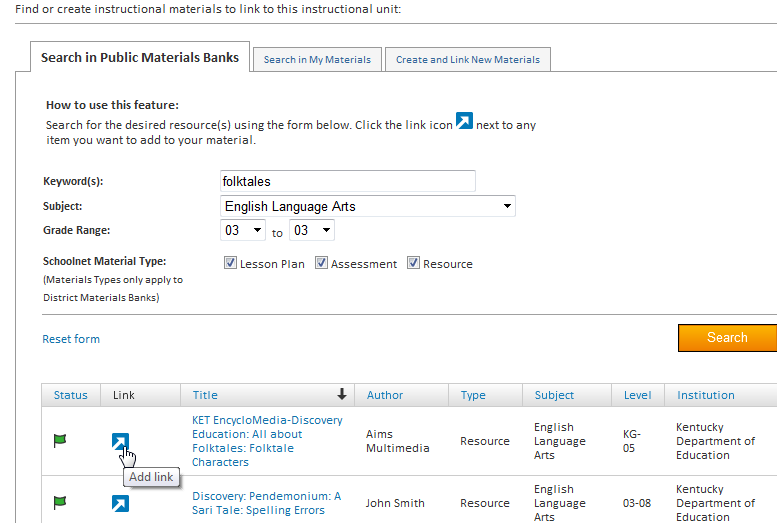 Find or create instructional materials to link to this instructional unit:
Search in Public Materials Banks
Search in My Materials
Create and Link New Materials
How to use this feature:
Search for the desired resource(s) using the form below. Click the link icon next to any
item you want to add to your material.
Keyword(s):
folktales
Subject:
English Language Arts
Grade Range:
03 to 03
Schoolnet Material Type:
(Materials Types only apply to
District Materials Banks)
Lesson Plan Assessment Resource
Reset form
Search
Status Link Title Author Type Subject Level Institution
KET EncycloMedia-Discovery
Education: All about
Folktales: Folktale
Characters
Aims
Multimedia
Resource
English
Language
Arts
KG-
05
Kentucky
Department of
Education
Add link
Discovery: Pendemonium: A
Sari Tale: Spelling Errors
John Smith
Resource
English
Language
Arts
03-08
Kentucky
Department of
Education